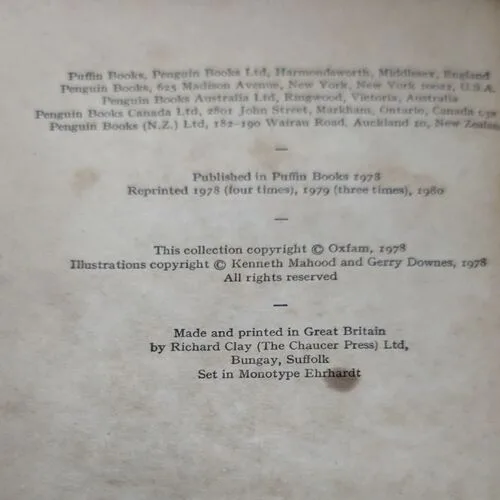 Puffin Books, Penguin Books Ltd, Harmondsworth, Middlesex, England
Penguin Books, 625 Madison Avenue, New York, New York 10022, U.S.A.
Penguin Books Australia Ltd, Ringwood, Victoria, Australia
Penguin Books Canada Ltd, 2801 John Street, Markham, Ontario, Canada
Penguin Books (N.Z.) Ltd, 182–190 Wairau Road, Auckland 10, New
—
Published in Puffin Books 1978
Reprinted 1978 (four times), 1979 (three times), 1980
—
This collection copyright © Oxfam, 1978
Illustrations copyright © Kenneth Mahood and Gerry Downes, 1978
All rights reserved
—
Made and printed in Great Britain
by Richard Clay (The Chaucer Press) Ltd,
Bungay, Suffolk
Set in Monotype Ehrhardt